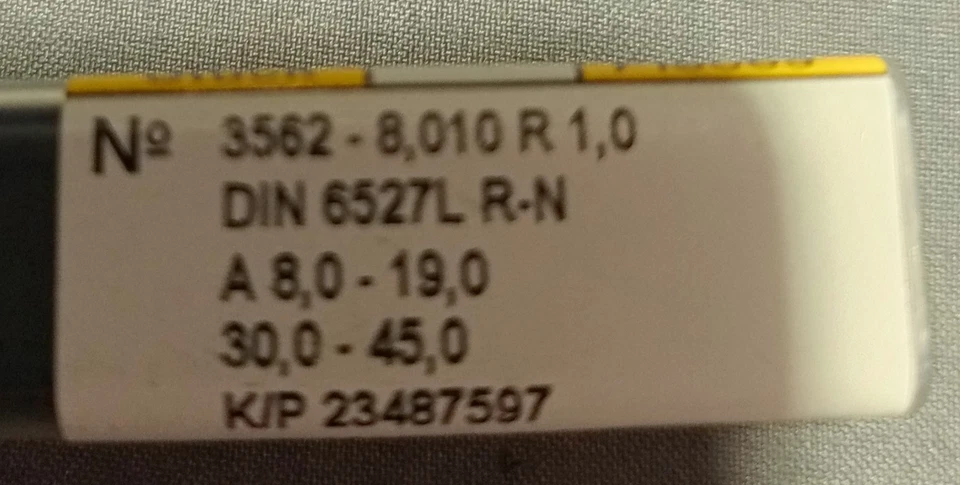 Nº 3562 - 8,010 R 1,0
DIN 6527L R-N
A 8,0 - 19,0
30,0 - 45,0
K/P 23487597